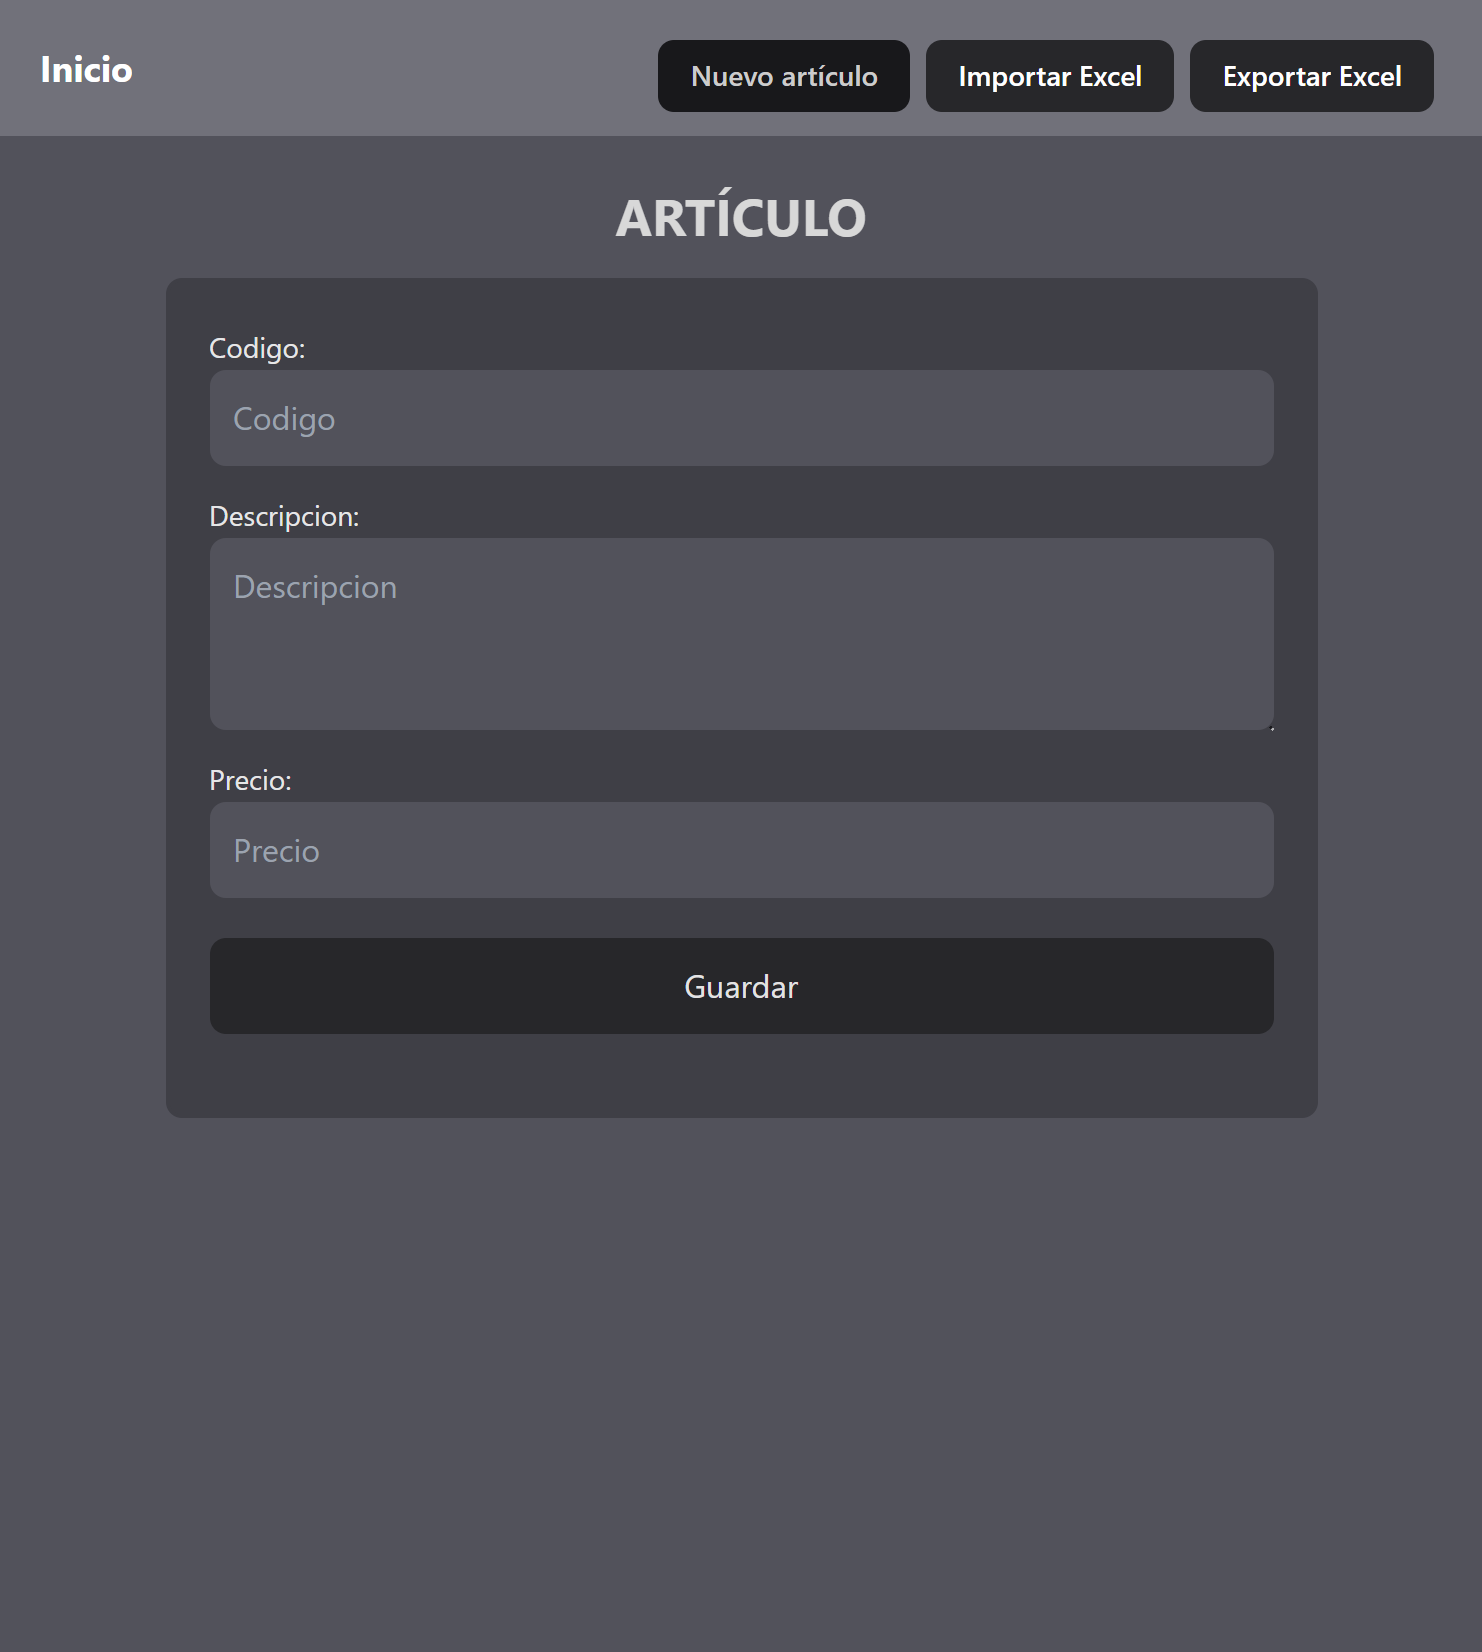 Inicio
Nuevo artículo
Importar Excel
Exportar Excel
ARTÍCULO
Codigo:
Codigo
Descripcion:
Descripcion
Precio:
Precio
Guardar